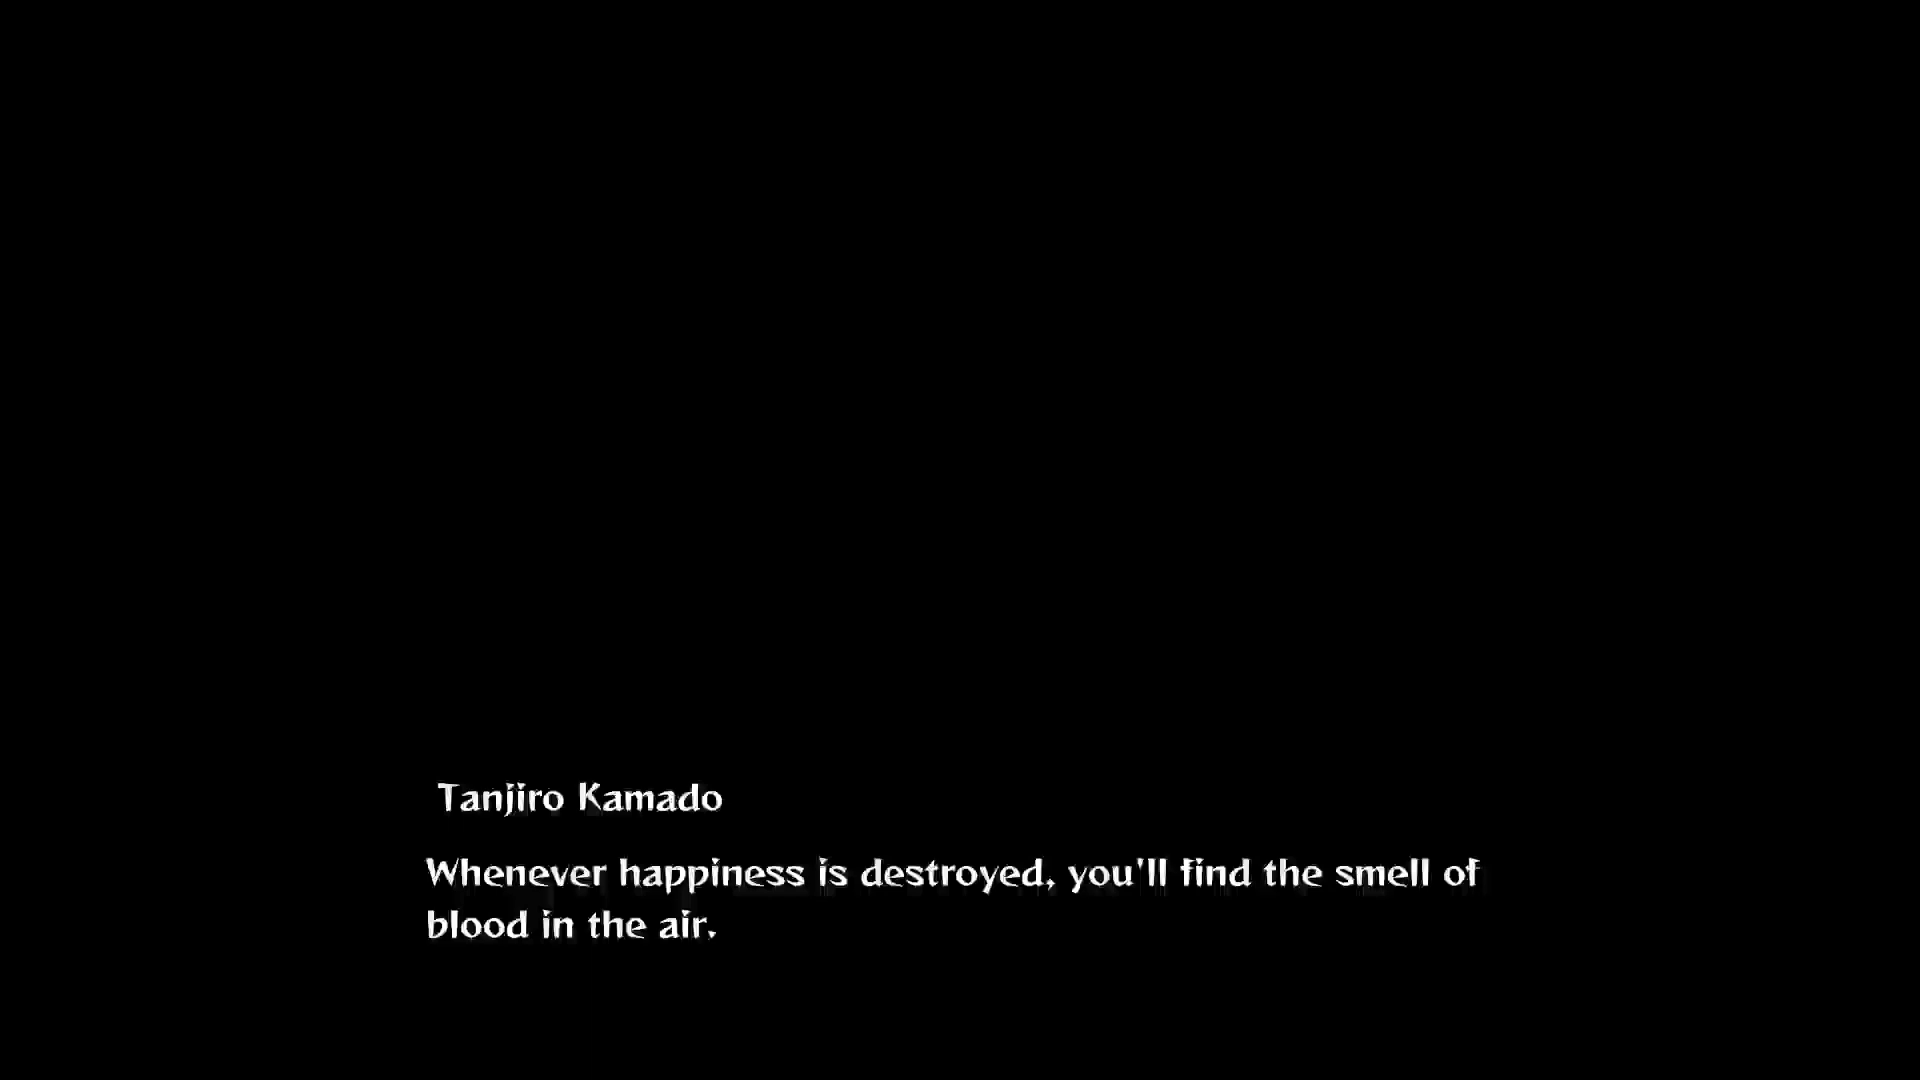 Tanjiro Kamado
Whenever happiness is destroyed, you'll find the smell of
blood in the air.